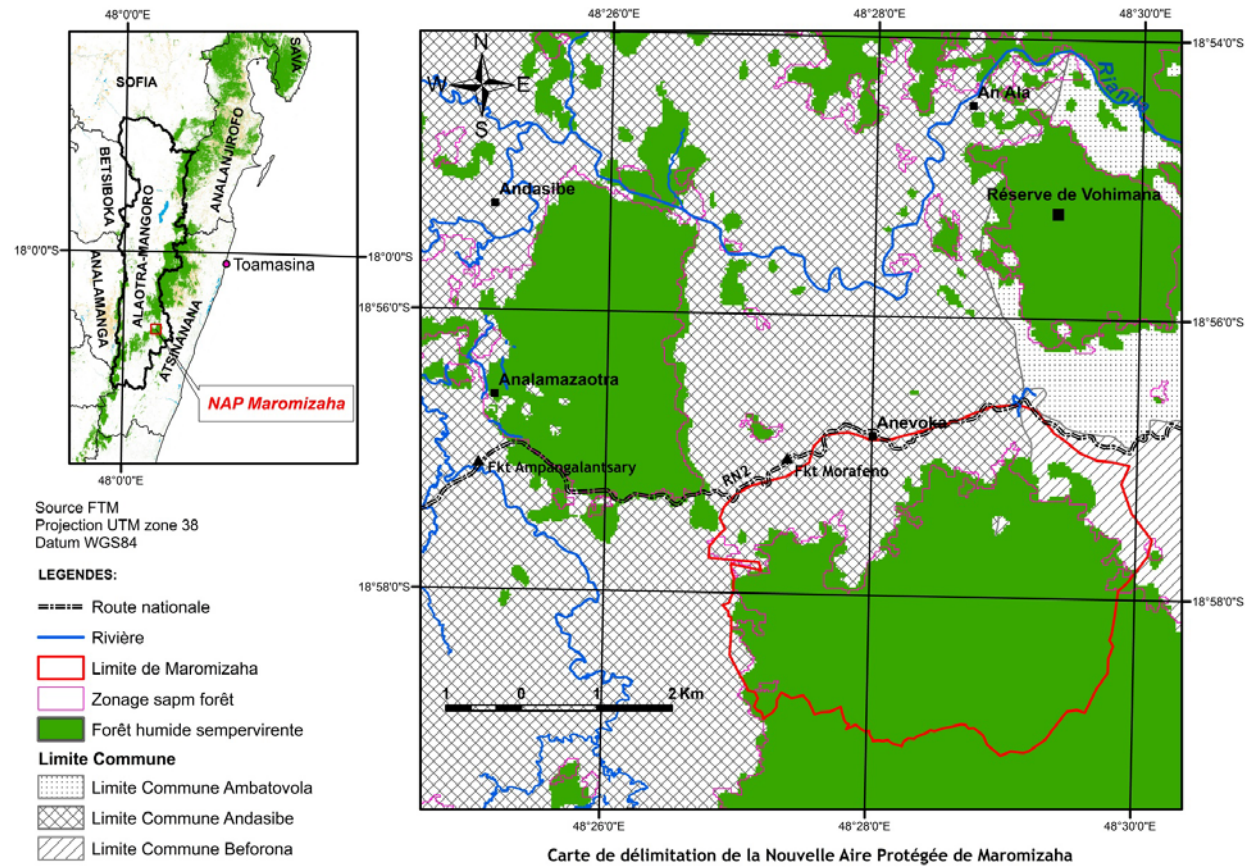 48°0'0"E
SOFIA
SAVA
BETSIBOKA
ALAOTRA-MANGORO
ANALANJIROFO
18°0'0"S
18°0'0"S
Toamasina
ANALAMANGA
ATSINANANA
NAP Maromizaha
48°0'0"E
48°26'0"E
48°28'0"E
48°30'0"E
N
W
E
S
18°54'0"S
Rianila
An Ala
Andasibe
Réserve de Vohimana
18°56'0"S
18°56'0"S
Analamazaotra
Anevoka
Fkt Ampangalantsary
RN2
Fkt Morafeno
18°58'0"S
18°58'0"S
1 0 1 2 Km
48°26'0"E
48°28'0"E
48°30'0"E
Source FTM
Projection UTM zone 38
Datum WGS84
LEGENDES:
Route nationale
Rivière
Limite de Maromizaha
Zonage sapm forêt
Forêt humide sempervirente
Limite Commune
Limite Commune Ambatovola
Limite Commune Andasibe
Limite Commune Beforona
Carte de délimitation de la Nouvelle Aire Protégée de Maromizaha